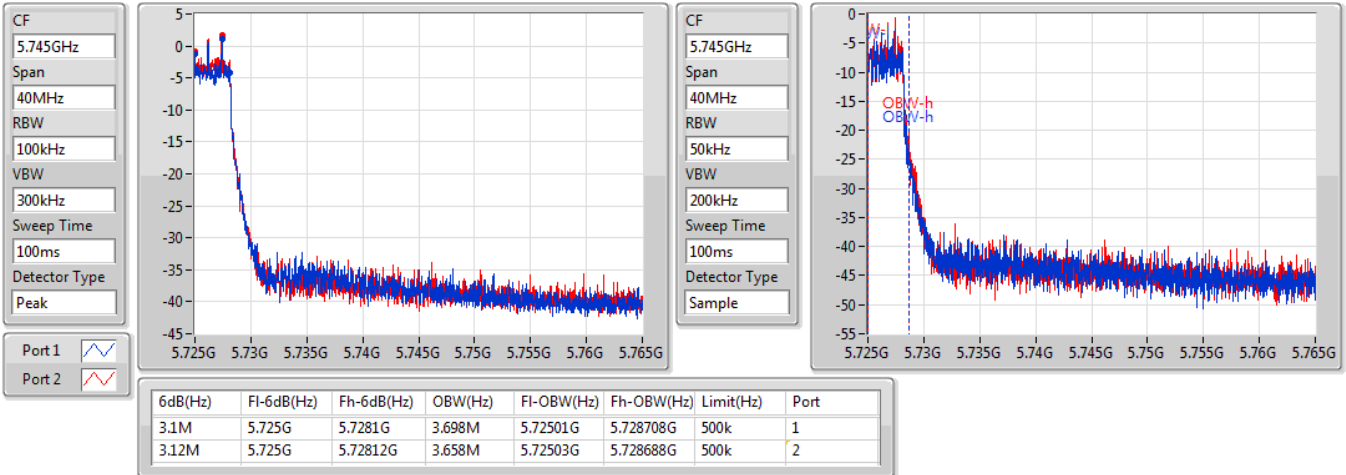 CF
5.745GHz
Span
40MHz
RBW
100kHz
VBW
300kHz
Sweep Time
100ms
Detector Type
Peak
Port 1
Port 2
5
0
-5
-10
-15
-20
-25
-30
-35
-40
-45
5.725G 5.73G 5.735G 5.74G 5.745G 5.75G 5.755G 5.76G 5.765G
CF
5.745GHz
Span
40MHz
RBW
50kHz
VBW
200kHz
Sweep Time
100ms
Detector Type
Sample
0
-5
-10
-15
-20
-25
-30
-35
-40
-45
-50
-55
OBW-h
OBW-h
5.725G 5.73G 5.735G 5.74G 5.745G 5.75G 5.755G 5.76G 5.765G
6dB(Hz) Fl-6dB(Hz) Fh-6dB(Hz) OBW(Hz) Fl-OBW(Hz) Fh-OBW(Hz) Limit(Hz) Port
3.1M 5.725G 5.7281G 3.698M 5.72501G 5.728708G 500k 1
3.12M 5.725G 5.72812G 3.658M 5.72503G 5.728688G 500k 2